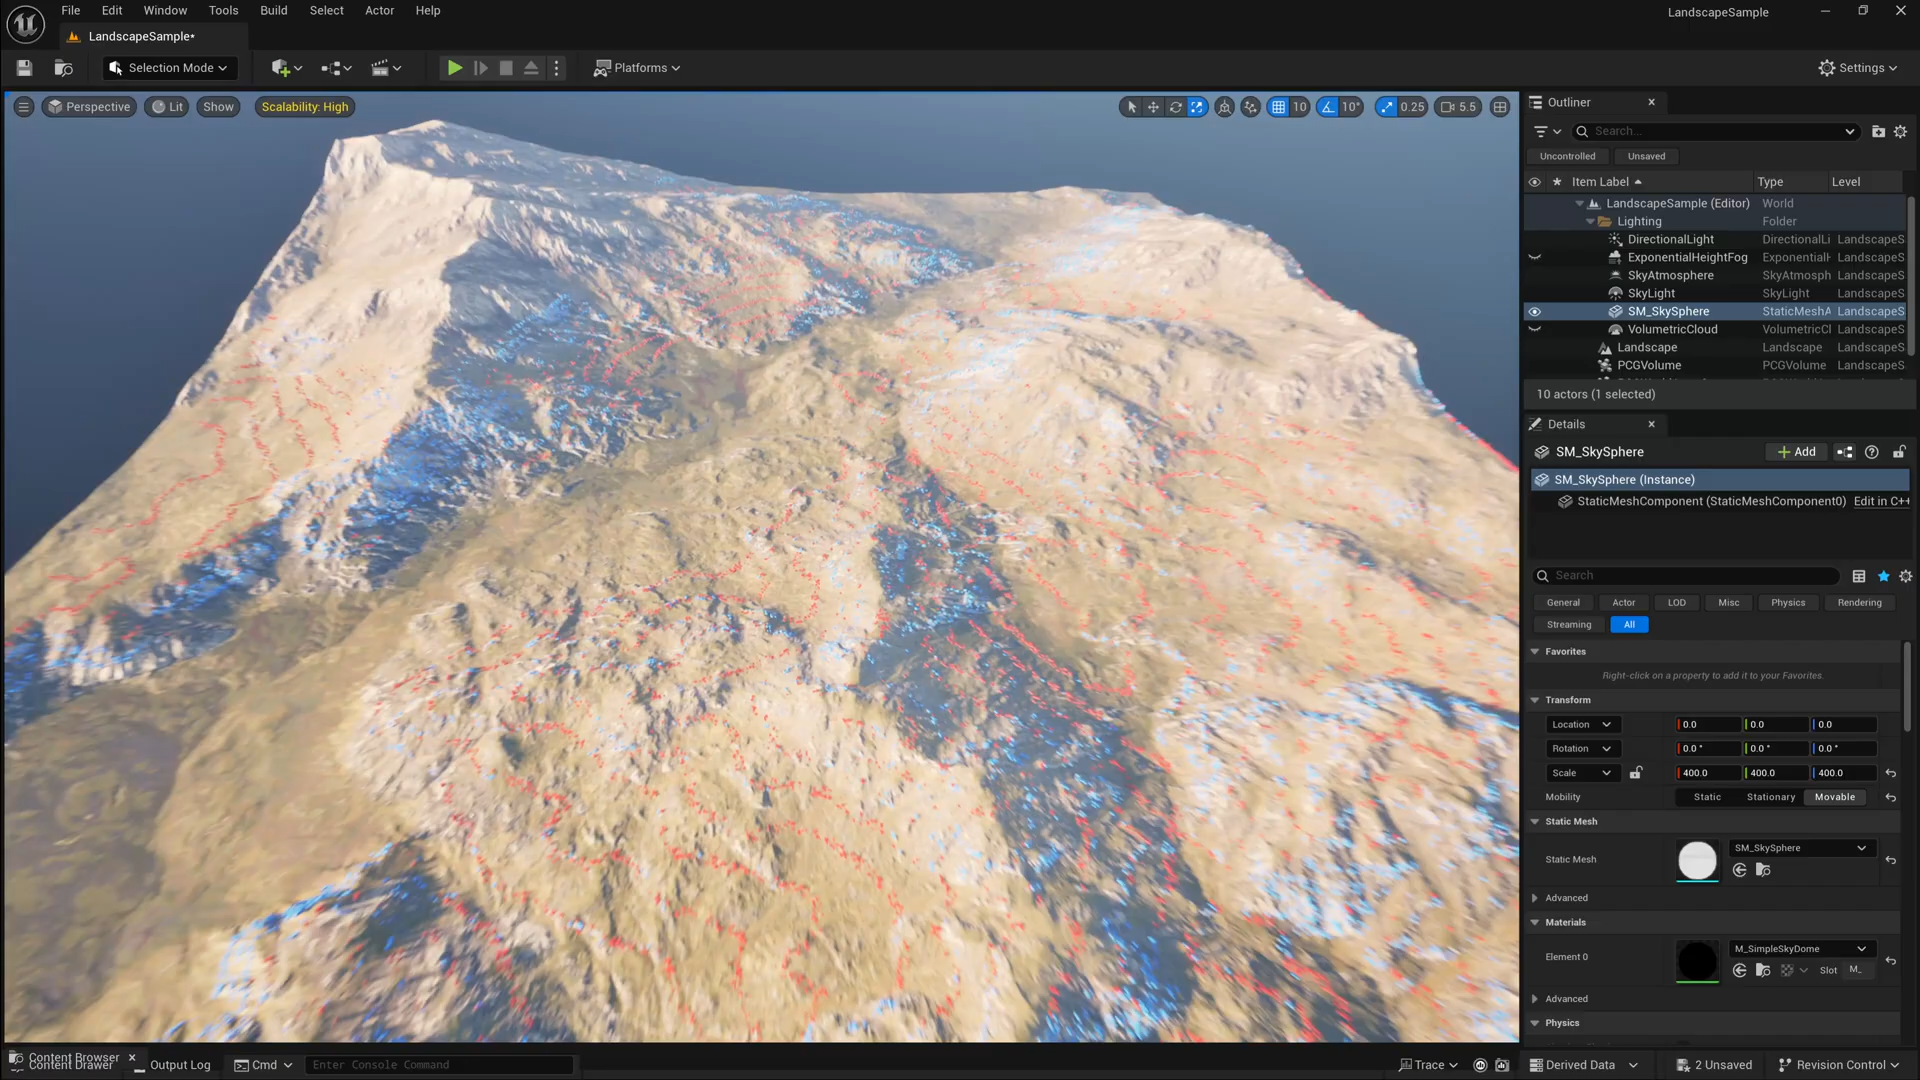 File Edit Window Tools Build Select Actor Help
LandscapeSample
LandscapeSample*
Selection Mode
Platforms
Settings
Perspective Lit Show Scalability: High
10 10° 0.25 5.5
Outliner
Search...
Uncontrolled Unsaved
Item Label Type Level
LandscapeSample (Editor) World
Lighting Folder
DirectionalLight DirectionalLi LandscapeS
ExponentialHeightFog ExponentialH LandscapeS
SkyAtmosphere SkyAtmosph LandscapeS
SkyLight SkyLight LandscapeS
SM_SkySphere StaticMeshA LandscapeS
VolumetricCloud VolumetricCl LandscapeS
Landscape Landscape LandscapeS
PCGVolume PCGVolume LandscapeS
10 actors (1 selected)
Details
SM_SkySphere
Add
SM_SkySphere (Instance)
StaticMeshComponent (StaticMeshComponent0) Edit in C++
Search
General Actor LOD Misc Physics Rendering
Streaming All
Favorites
Right-click on a property to add it to your Favorites.
Transform
Location 0.0 0.0 0.0
Rotation 0.0 ° 0.0 ° 0.0 °
Scale 400.0 400.0 400.0
Mobility Static Stationary Movable
Static Mesh
Static Mesh SM_SkySphere
Advanced
Materials
Element 0 M_SimpleSkyDome
Slot M_
Advanced
Physics
Content Browser
Content Drawer Output Log Cmd Enter Console Command
Trace Derived Data 2 Unsaved Revision Control